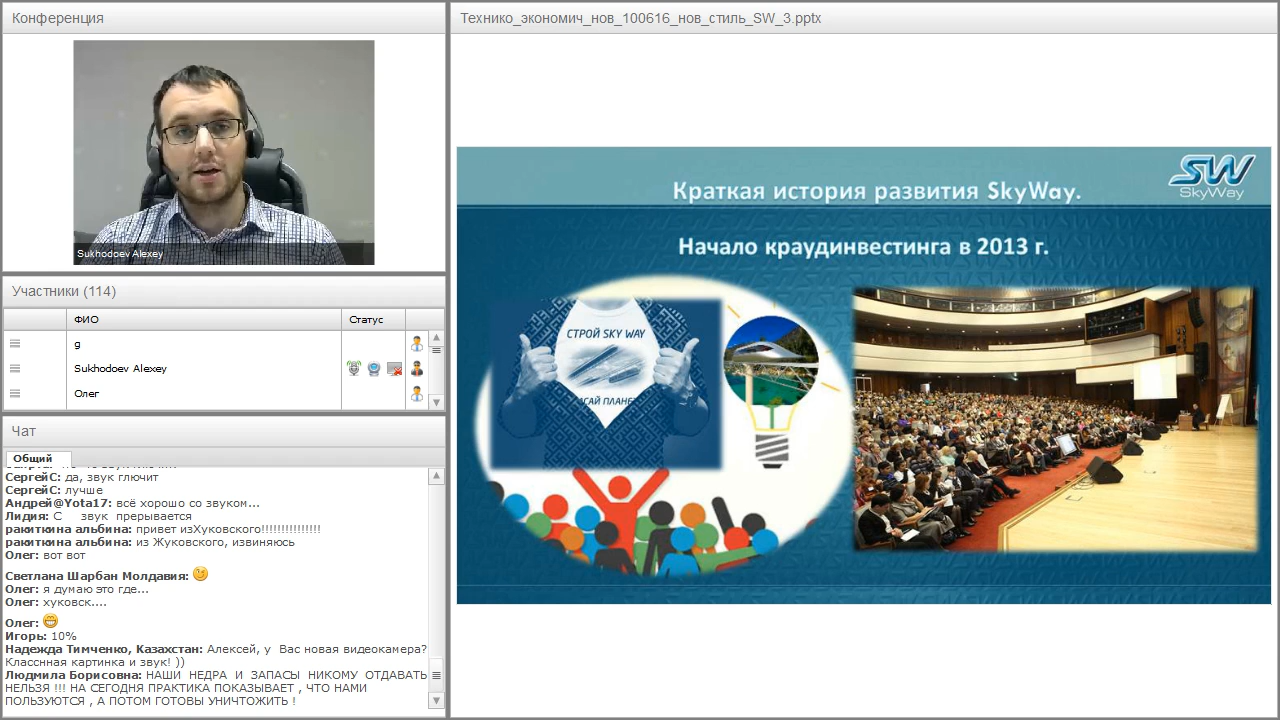 Конференция
Sukhodoev Alexey
Участники (114)
ФИО
Статус
g
Sukhodoev Alexey
Олег
Чат
Общий
СергейС: да, звук глючит
СергейС: лучше
Андрей@Yota17: всё хорошо со звуком...
Лидия: С звук прерывается
ракиткина альбина: привет изХуковского!!!!!!!!!!!!!!!
ракиткина альбина: из Жуковского, извиняюсь
Олег: вот вот
Светлана Шарбан Молдавия:
Олег: я думаю это где...
Олег: хуковск....
Олег:
Игорь: 10%
Надежда Тимченко, Казахстан: Алексей, у Вас новая видеокамера?
Класснная картинка и звук! ))
Людмила Борисовна: НАШИ НЕДРА И ЗАПАСЫ НИКОМУ ОТДАВАТЬ
НЕЛЬЗЯ !!! НА СЕГОДНЯ ПРАКТИКА ПОКАЗЫВАЕТ , ЧТО НАМИ
ПОЛЬЗУЮТСЯ , А ПОТОМ ГОТОВЫ УНИЧТОЖИТЬ !
Технико_экономич_нов_100616_нов_стиль_SW_3.pptx
SW
SkyWay
Краткая история развития SkyWay.
Начало краудинвестинга в 2013 г.
СТРОЙ SKY WAY